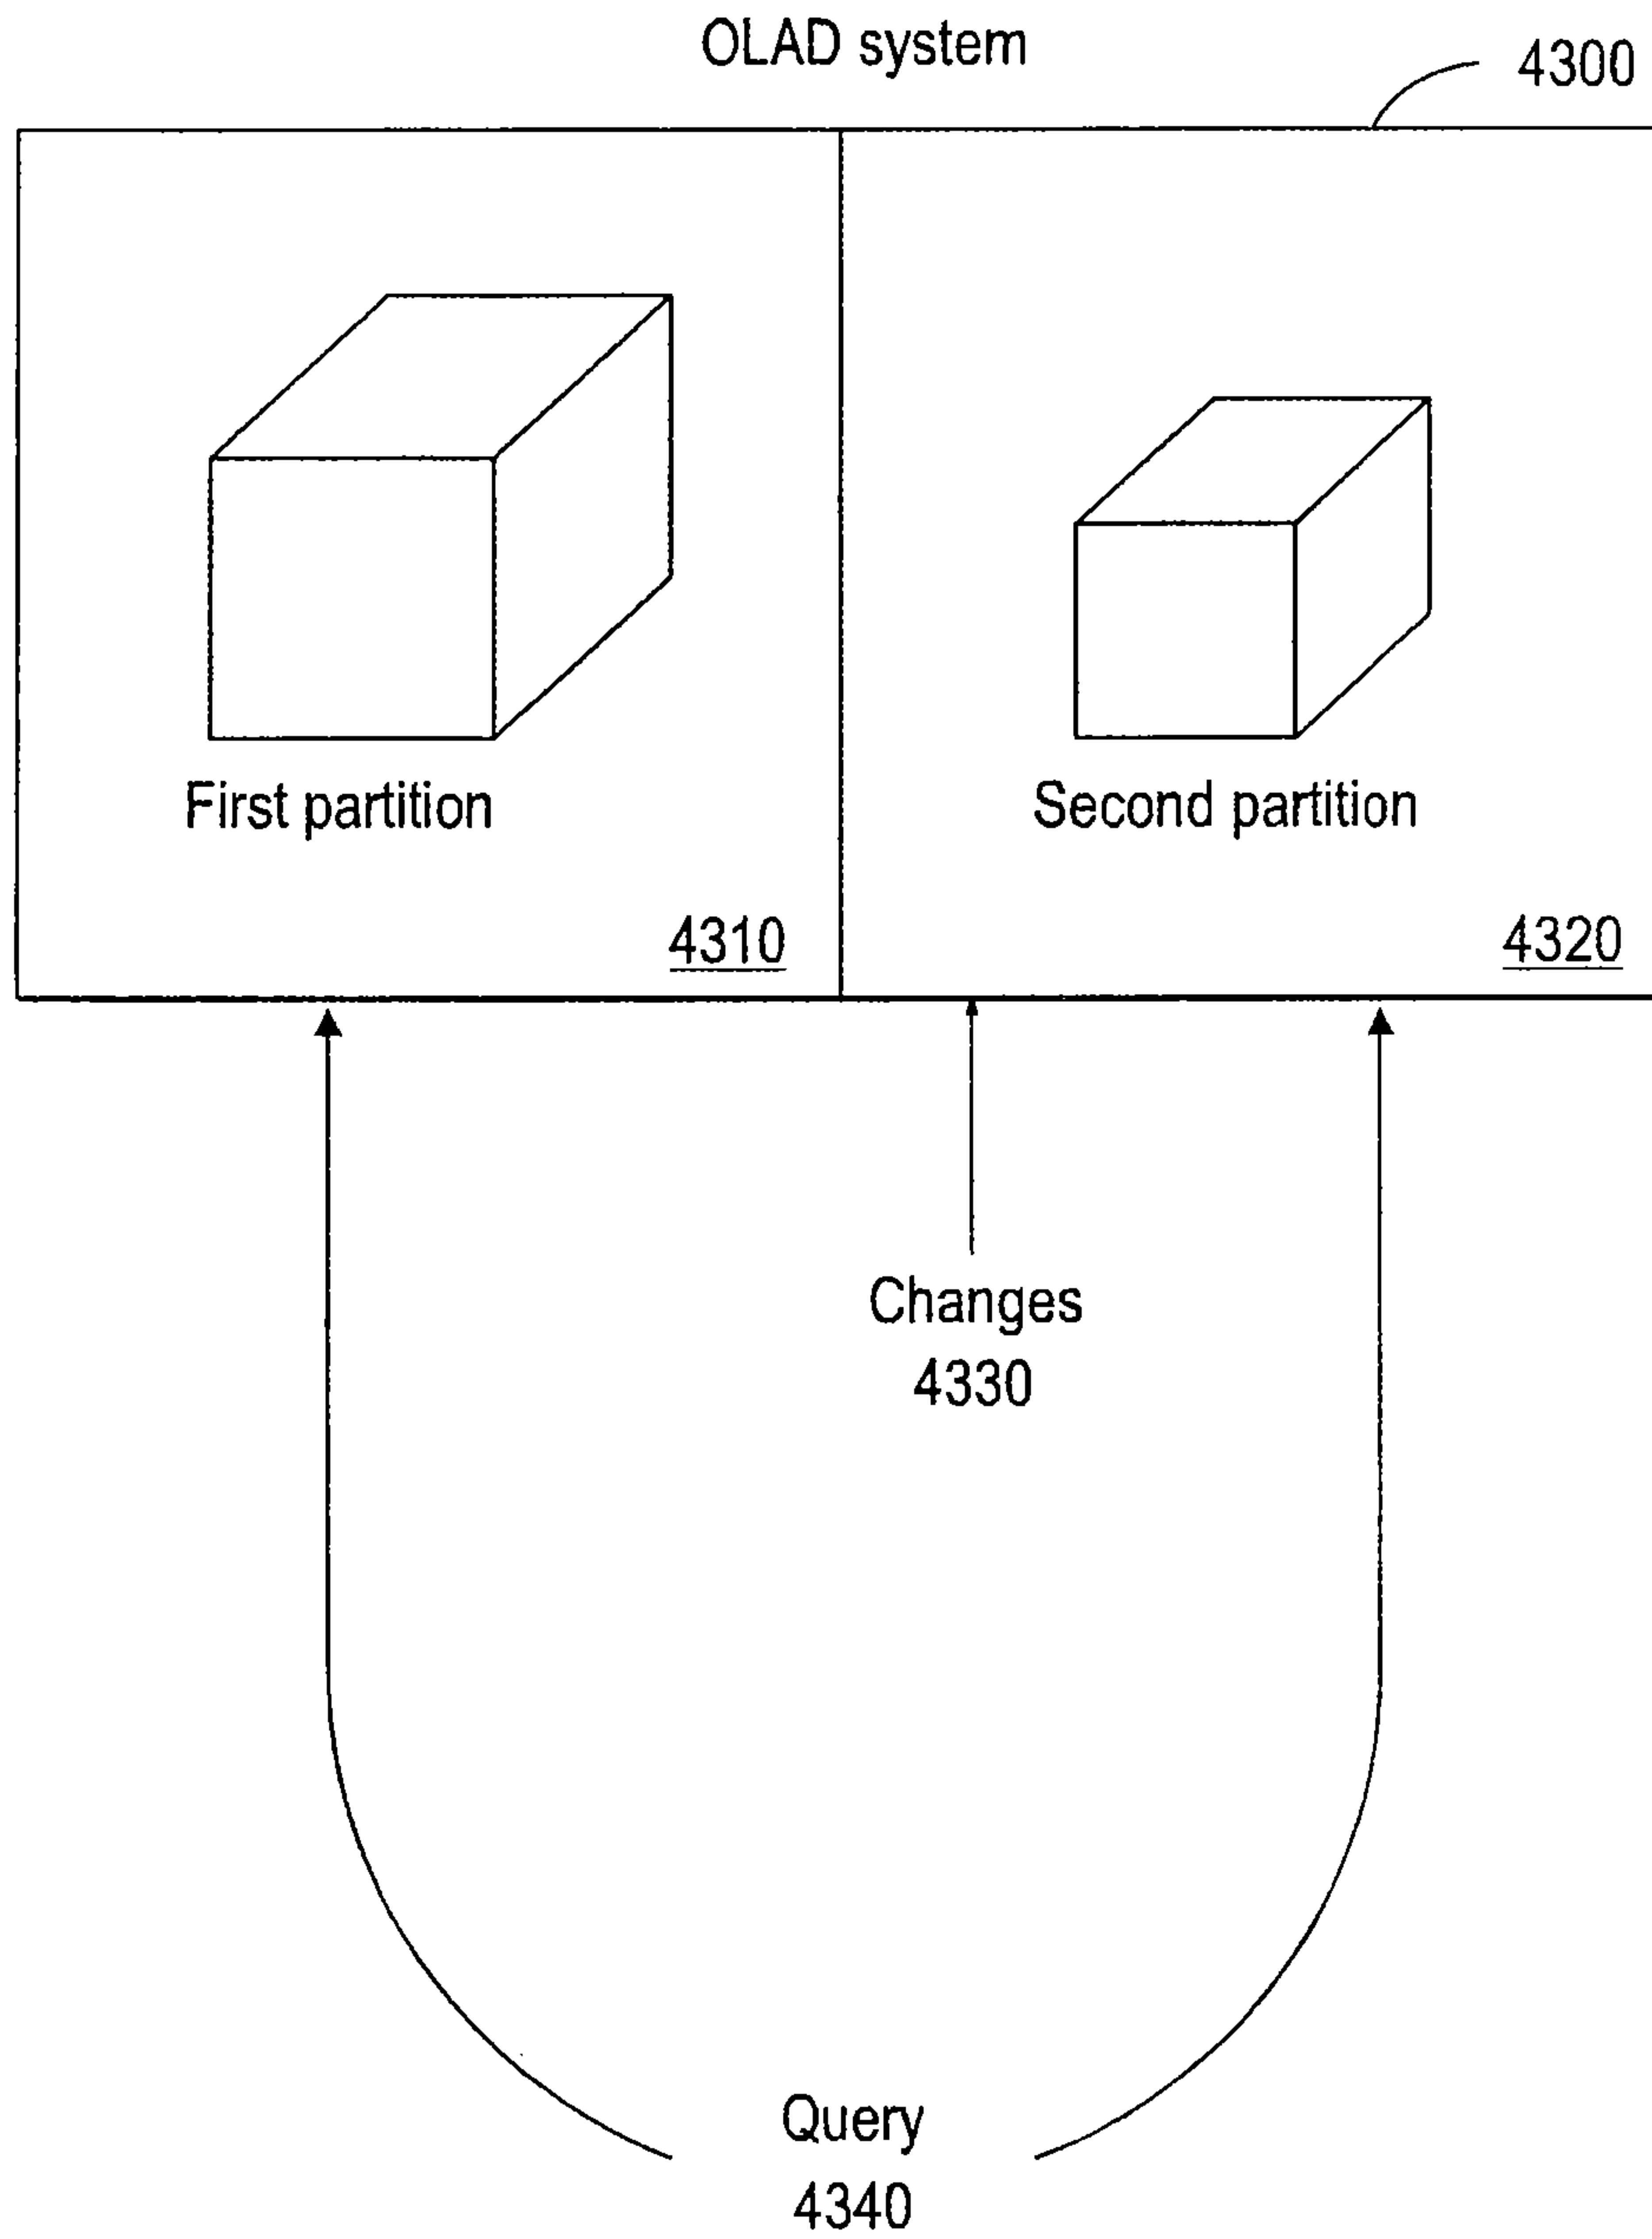 OLAD system
4300
First partition
Second partition
4310
4320
Changes
4330
Query
4340